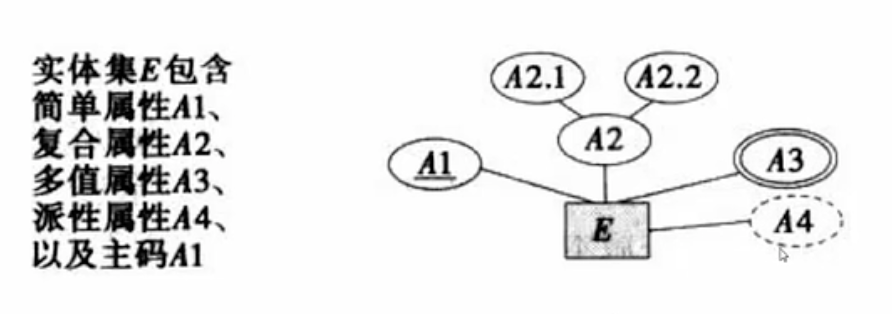 实体集E包含
简单属性A1、
复合属性A2、
多值属性A3、
派性属性A4、
以及主码A1
A2.1
A2.2
A2
A1
A3
E
A4